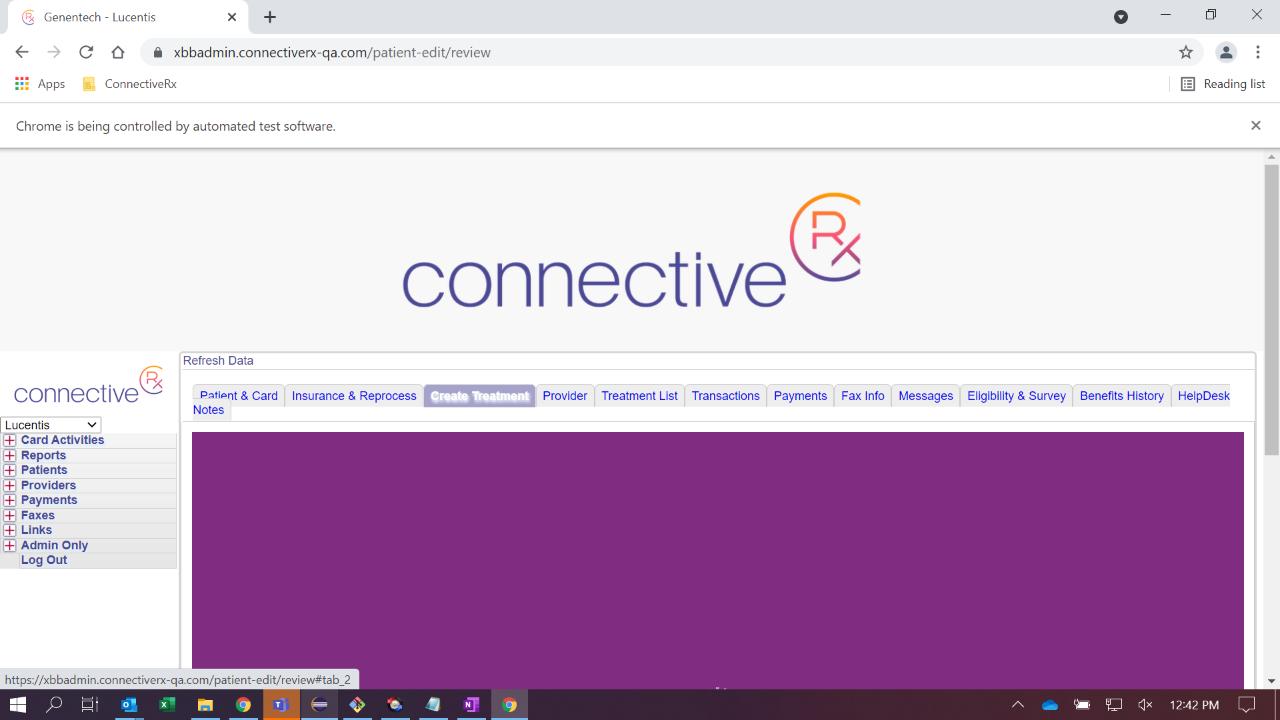 Genentech - Lucentis
xbbadmin.connectiverx-qa.com/patient-edit/review
Apps ConnectiveRx Reading list
Chrome is being controlled by automated test software.
connective Rx
Refresh Data
connective Rx
Patient & Card Insurance & Reprocess Create Treatment Provider Treatment List Transactions Payments Fax Info Messages Eligibility & Survey Benefits History HelpDesk
Notes
Lucentis
Card Activities
Reports
Patients
Providers
Payments
Faxes
Links
Admin Only
Log Out
https://xbbadmin.connectiverx-qa.com/patient-edit/review#tab_2
12:42 PM